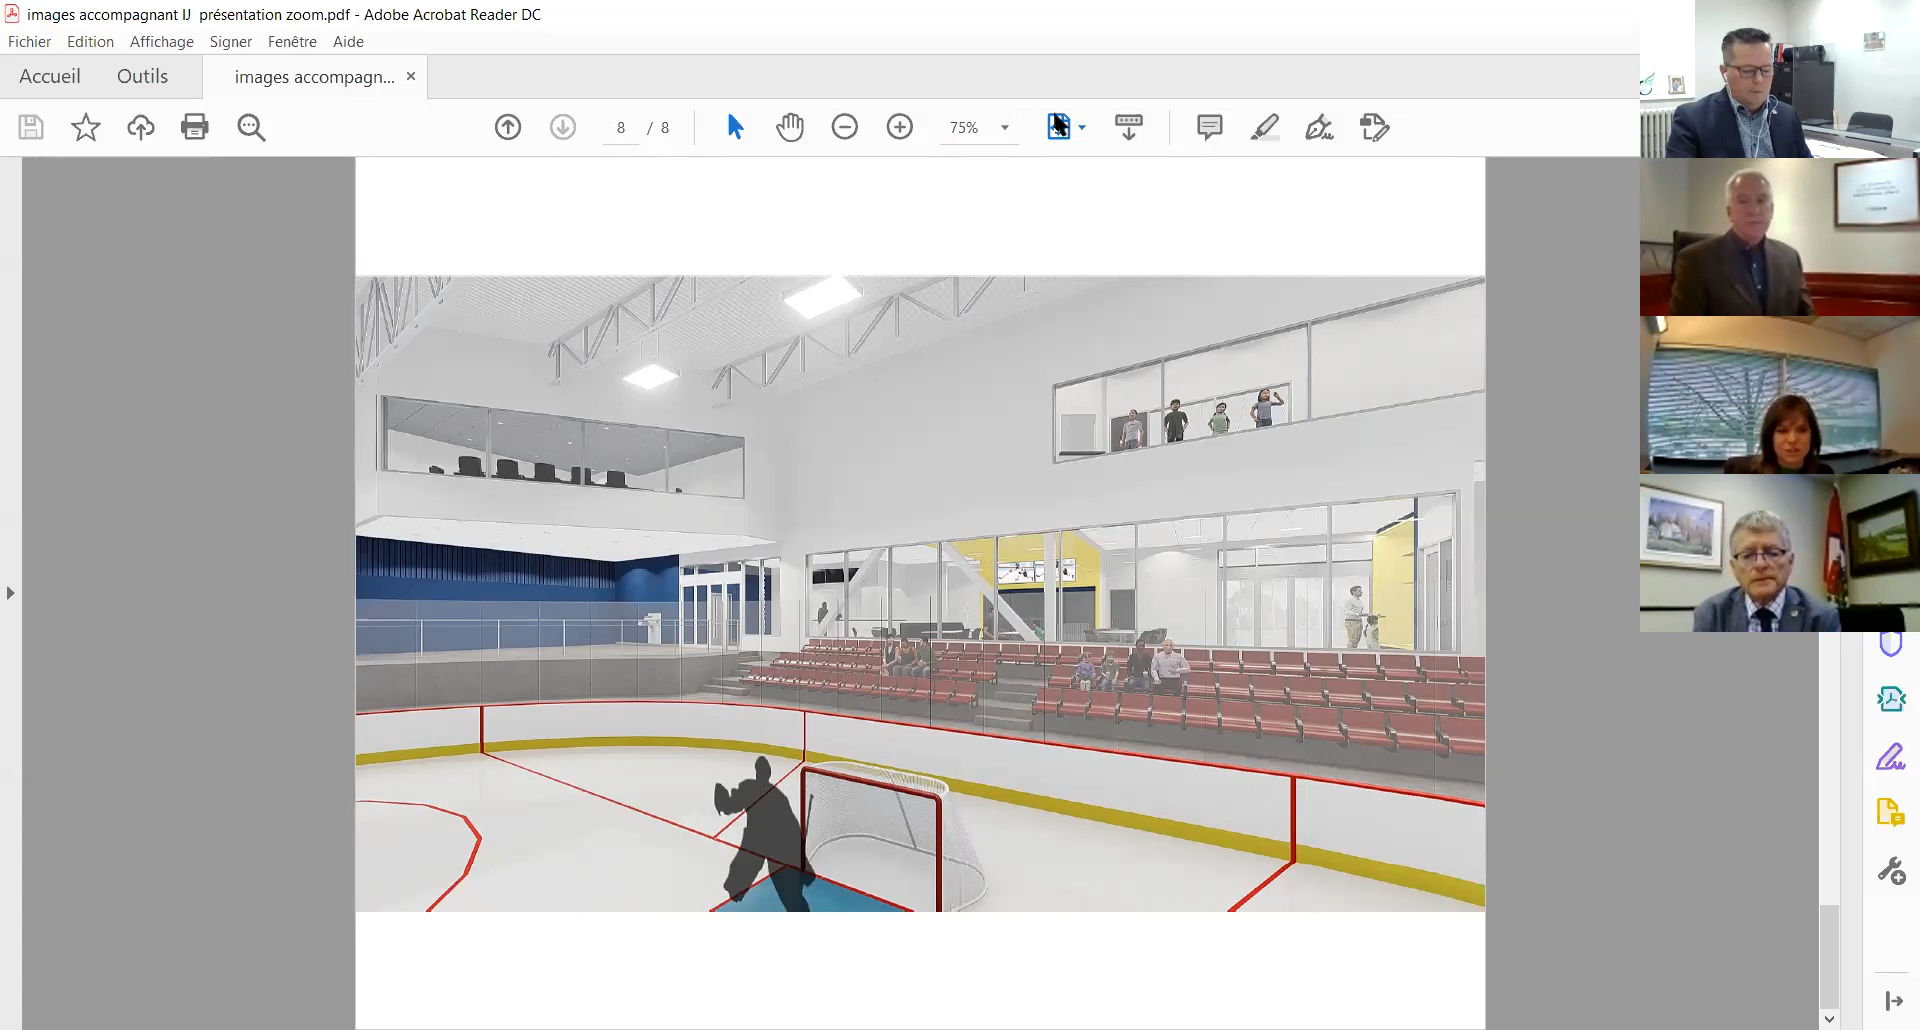 images accompagnant IJ  présentation zoom.pdf - Adobe Acrobat Reader DC
Fichier Edition Affichage Signer Fenêtre Aide
Accueil Outils images accompagn... ×
8 / 8 75%